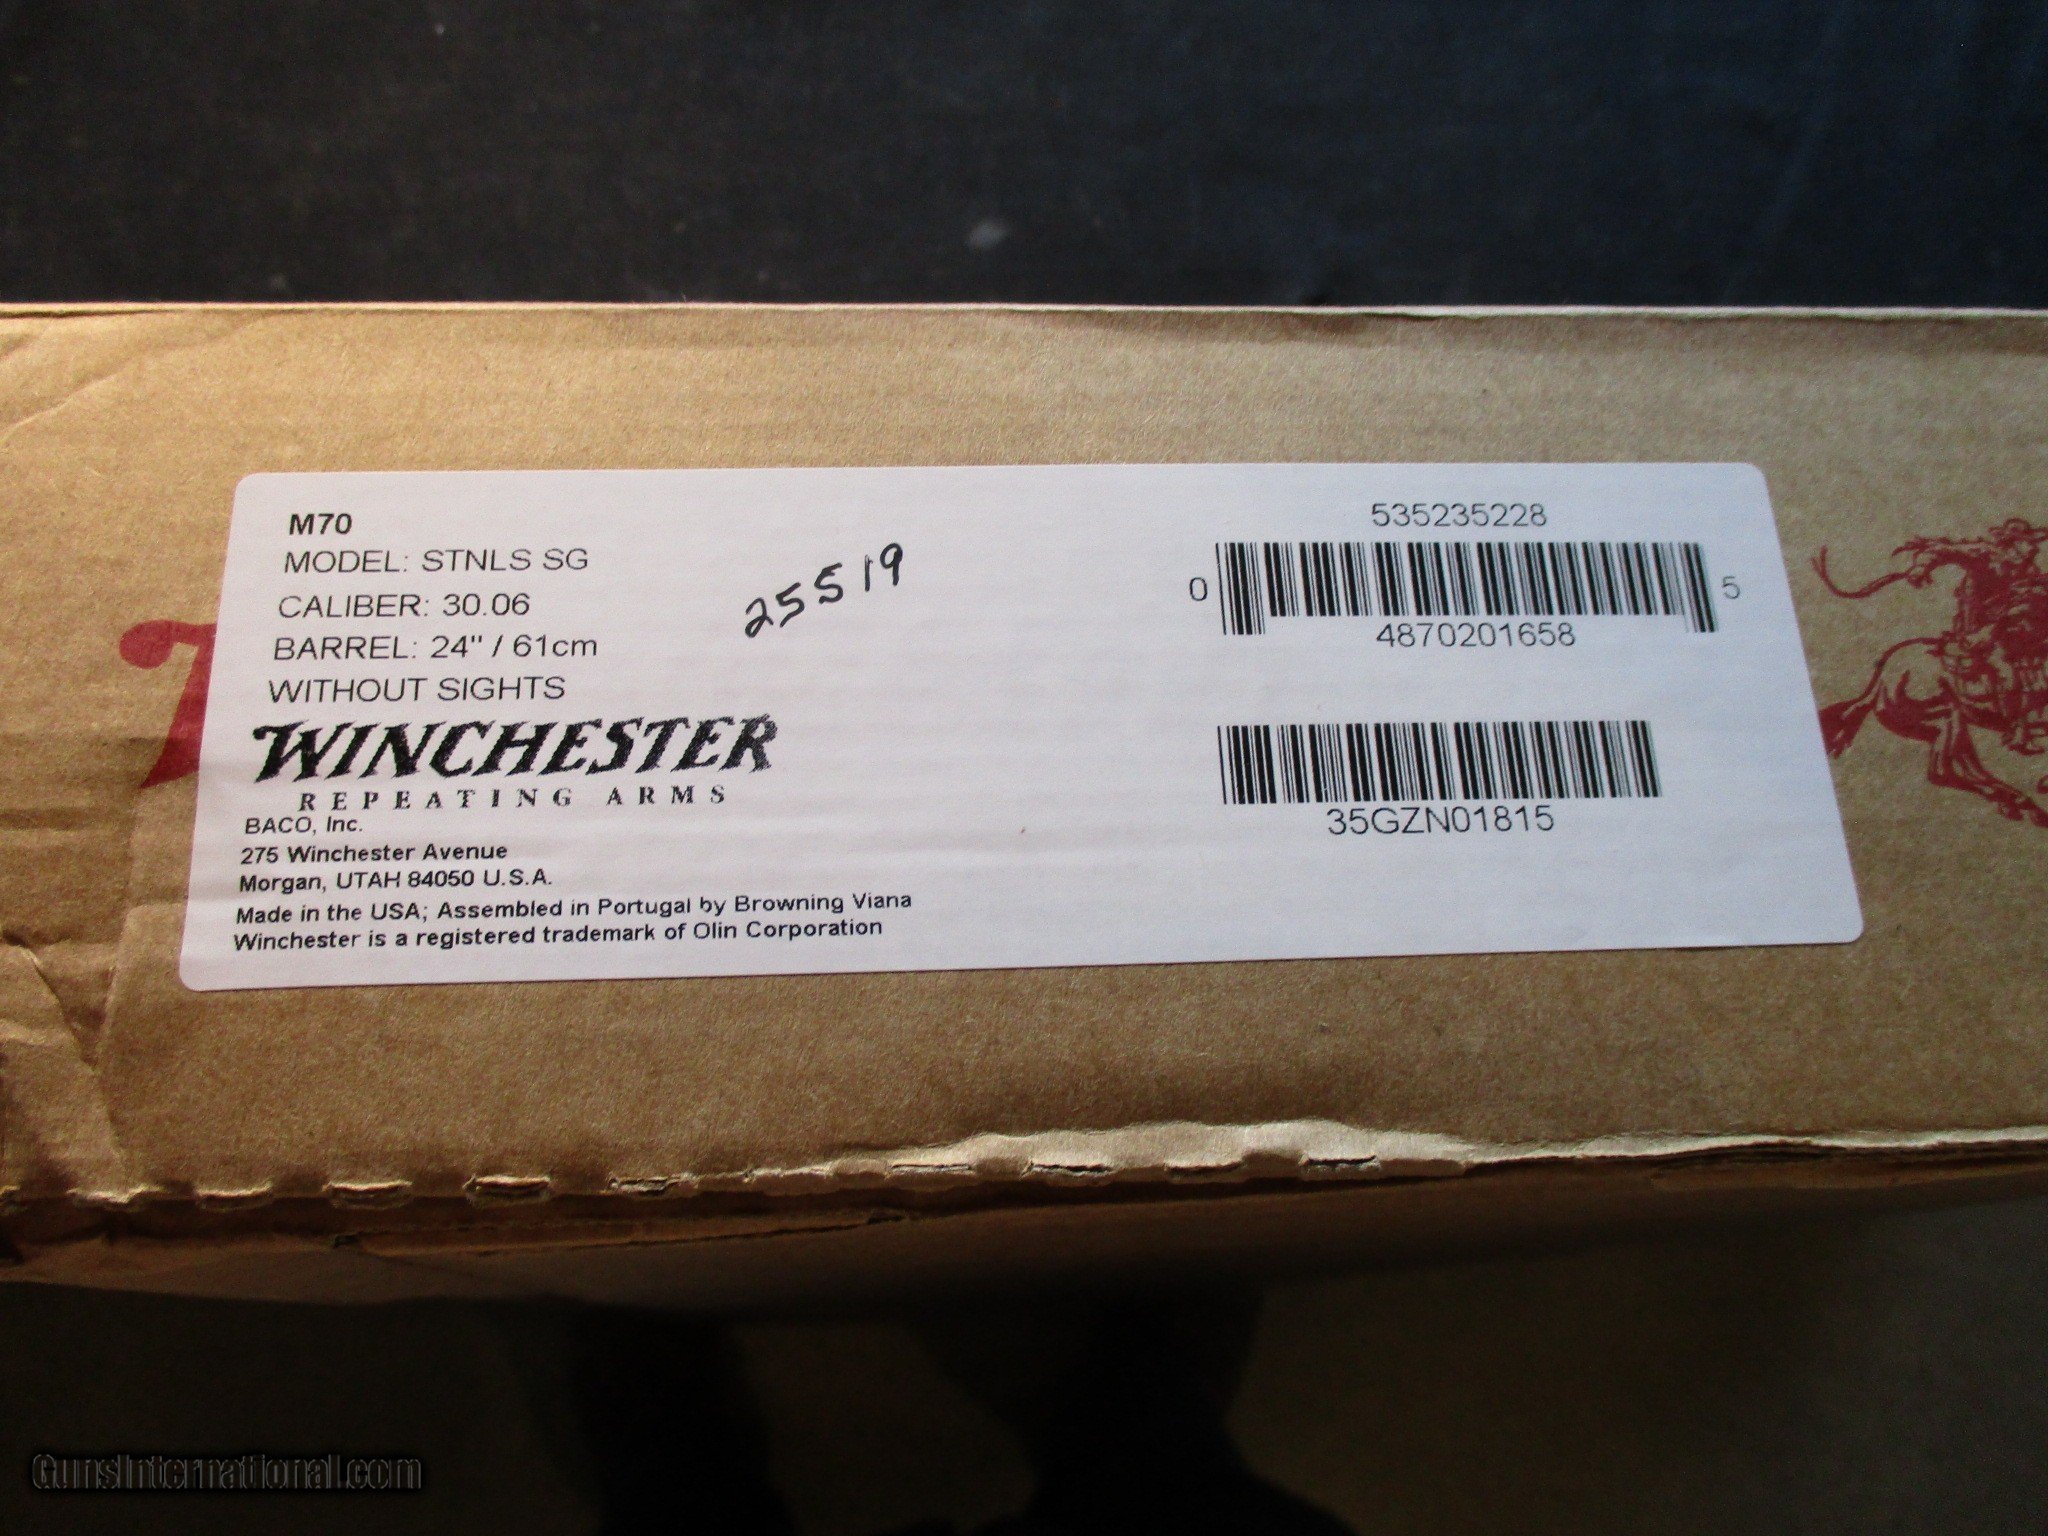 M70
MODEL: STNLS SG
CALIBER: 30.06
BARREL: 24" / 61cm
WITHOUT SIGHTS
WINCHESTER
REPEATING ARMS
BACO, Inc.
275 Winchester Avenue
Morgan, UTAH 84050 U.S.A.
Made in the USA; Assembled in Portugal by Browning Viana
Winchester is a registered trademark of Olin Corporation
25519
535235228
0 5
4870201658
35GZN01815
GunsInternational.com